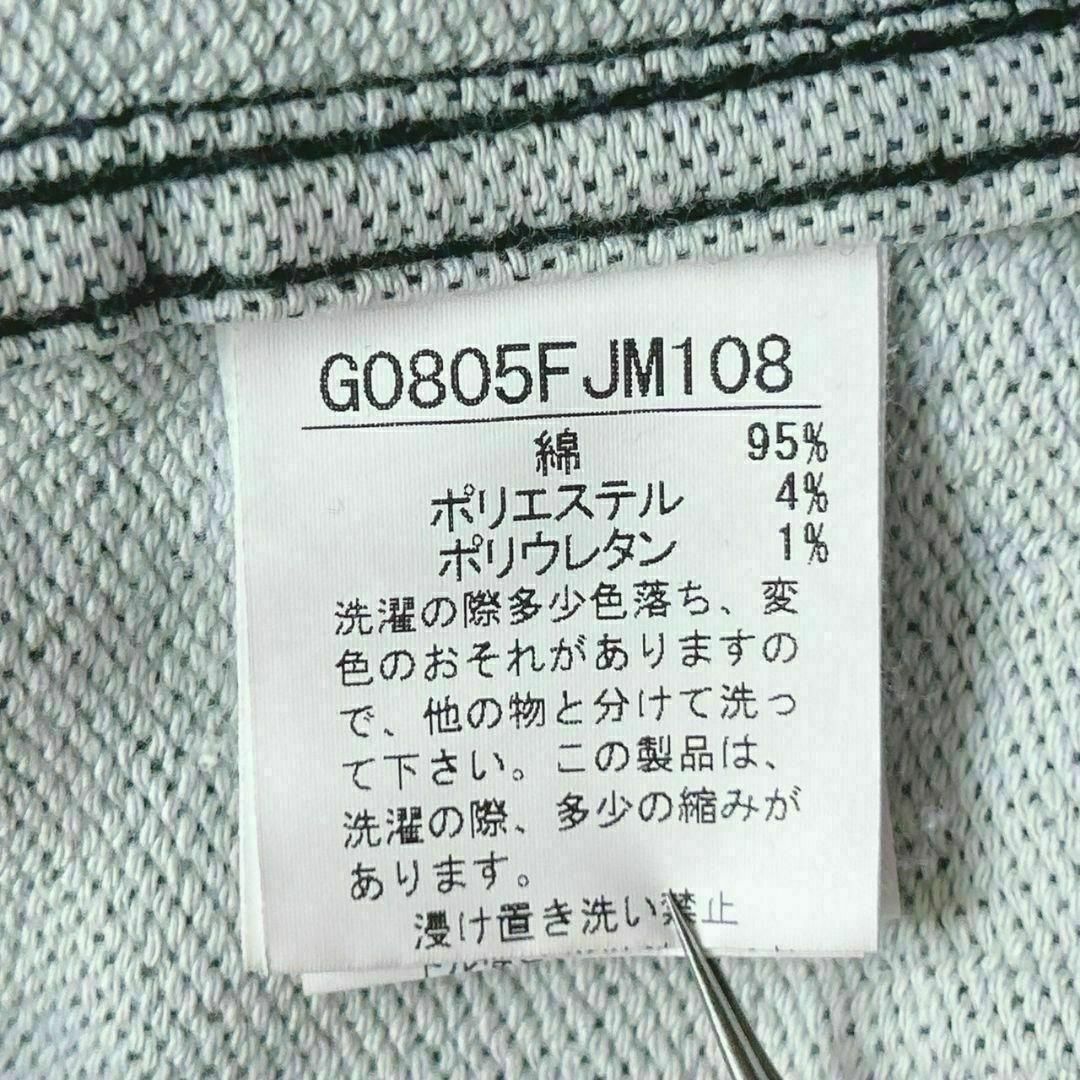 G0805FJM108
綿 95%
ポリエステル 4%
ポリウレタン 1%
洗濯の際多少色落ち、変
色のおそれがありますの
で、他の物と分けて洗っ
て下さい。この製品は、
洗濯の際、多少の縮みが
あります。
浸け置き洗い禁止